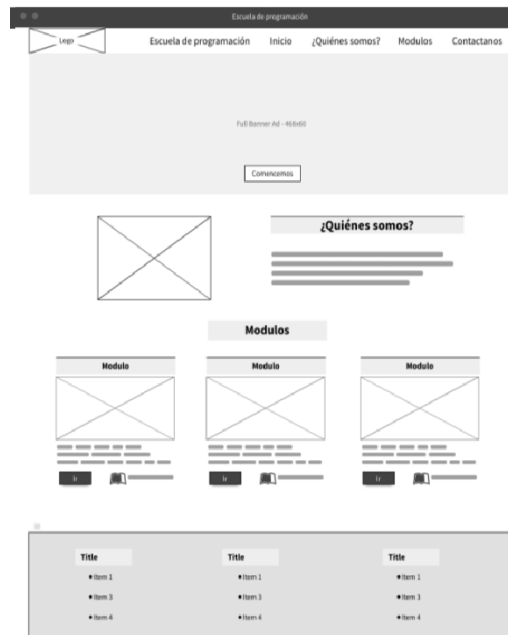 Escuela de programación
Logo Escuela de programación Inicio ¿Quiénes somos? Modulos Contactanos
Full Banner Ad - 468x60
Comencemos
¿Quiénes somos?
Modulos
Modulo Modulo Modulo
Ir Ir Ir
Title Title Title
Item 1 Item 1 Item 1
Item 3 Item 3 Item 3
Item 4 Item 4 Item 4